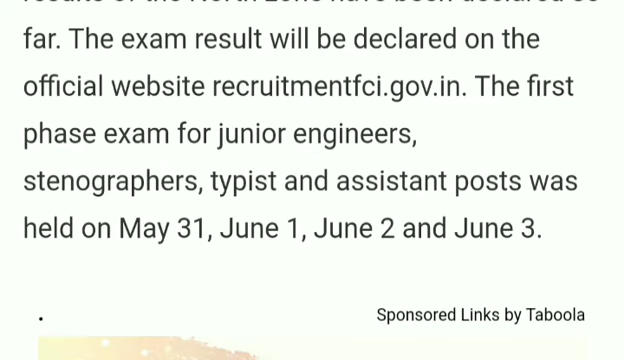 far. The exam result will be declared on the
official website recruitmentfci.gov.in. The first
phase exam for junior engineers,
stenographers, typist and assistant posts was
held on May 31, June 1, June 2 and June 3.
. Sponsored Links by Taboola